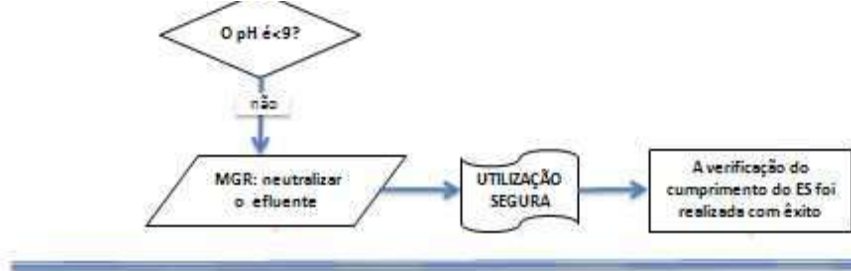 O pH é<9?
não
MGR: neutralizar
o efluente
UTILIZAÇÃO
SEGURA
A verificação do
cumprimento do ES foi
realizada com êxito